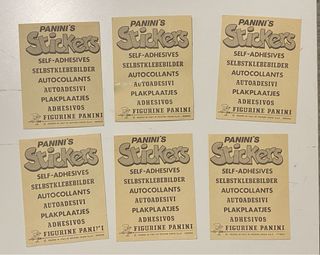 PANINI'S
Stickers
SELF-ADHESIVES
SELBSTKLEBEBILDER
AUTOCOLLANTS
AUTOADESIVI
PLAKPLAATJES
ADHESIVOS
FIGURINE PANINI
PANINI'S
Stickers
SELF-ADHESIVES
SELBSTKLEBEBILDER
AUTOCOLLANTS
AUTOADESIVI
PLAKPLAATJES
ADHESIVOS
FIGURINE PANINI
PANINI'S
Stickers
SELF-ADHESIVES
SELBSTKLEBEBILDER
AUTOCOLLANTS
AUTOADESIVI
PLAKPLAATJES
ADHESIVOS
FIGURINE PANINI
PANINI'S
Stickers
SELF-ADHESIVES
SELBSTKLEBEBILDER
AUTOCOLLANTS
AUTOADESIVI
PLAKPLAATJES
ADHESIVOS
FIGURINE PANINI
PANINI'S
Stickers
SELF-ADHESIVES
SELBSTKLEBEBILDER
AUTOCOLLANTS
AUTOADESIVI
PLAKPLAATJES
ADHESIVOS
FIGURINE PANINI
PANINI'S
Stickers
SELF-ADHESIVES
SELBSTKLEBEBILDER
AUTOCOLLANTS
AUTOADESIVI
PLAKPLAATJES
ADHESIVOS
FIGURINE PANINI